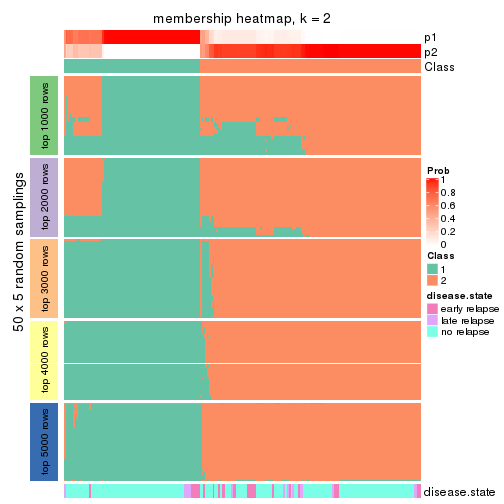 membership heatmap, k = 2
p1
p2
Class
50 x 5 random samplings
top 1000 rows
top 2000 rows
top 3000 rows
top 4000 rows
top 5000 rows
disease.state
Prob
1
0.8
0.6
0.4
0.2
0
Class
1
2
disease.state
early relapse
late relapse
no relapse